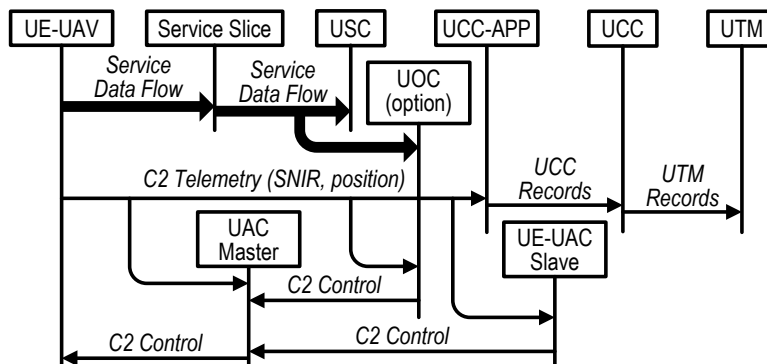 UE-UAV
Service Slice
USC
UCC-APP
UCC
UTM
Service
Data Flow
Service
Data Flow
UOC
(option)
C2 Telemetry (SNIR, position)
UCC
Records
UTM
Records
UAC
Master
UE-UAC
Slave
C2 Control
C2 Control
C2 Control